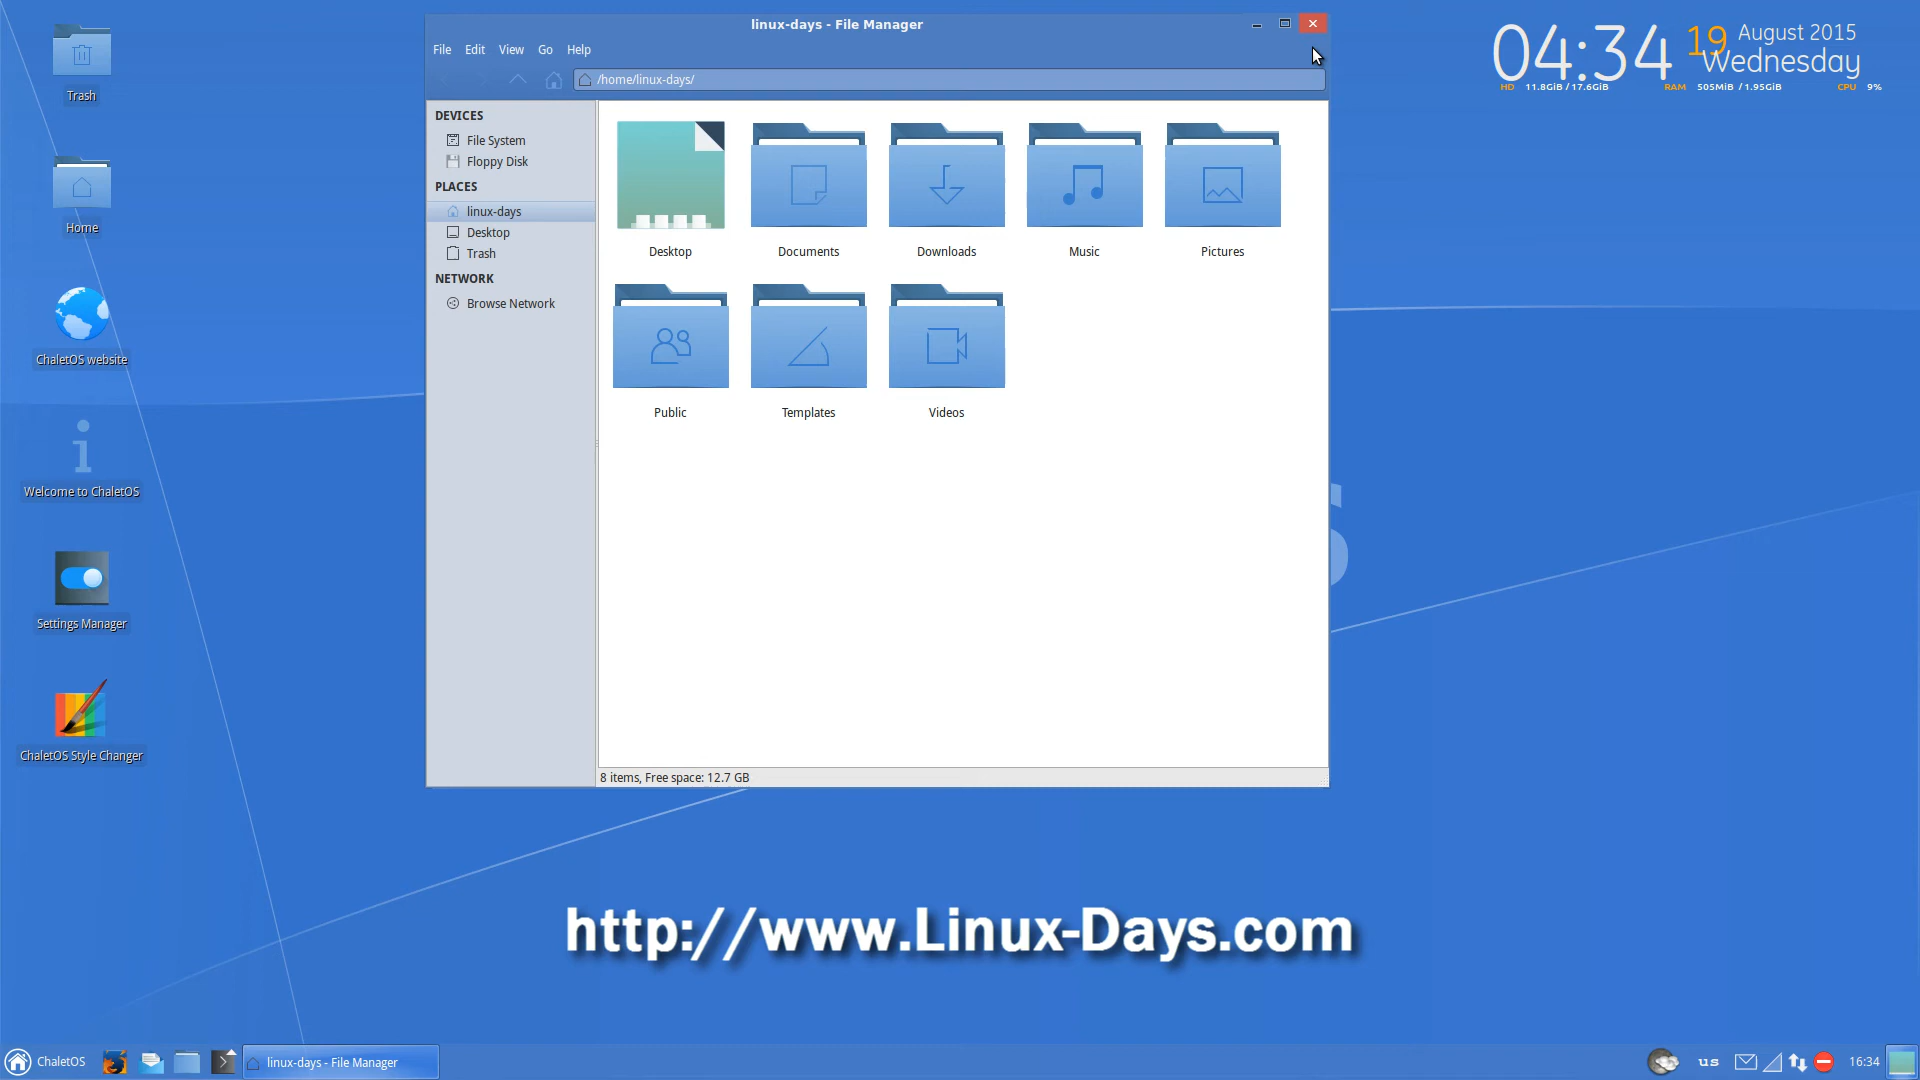 Trash
Home
ChaletOS website
Welcome to ChaletOS
Settings Manager
ChaletOS Style Changer
linux-days - File Manager
File Edit View Go Help
/home/linux-days/
DEVICES
File System
Floppy Disk
PLACES
linux-days
Desktop
Trash
NETWORK
Browse Network
Desktop Documents Downloads Music Pictures
Public Templates Videos
8 items, Free space: 12.7 GB
04:34 19 August 2015
Wednesday
HD 11.8GiB / 17.6GiB RAM 505MiB / 1.95GiB CPU 9%
http://www.Linux-Days.com
ChaletOS linux-days - File Manager us 16:34